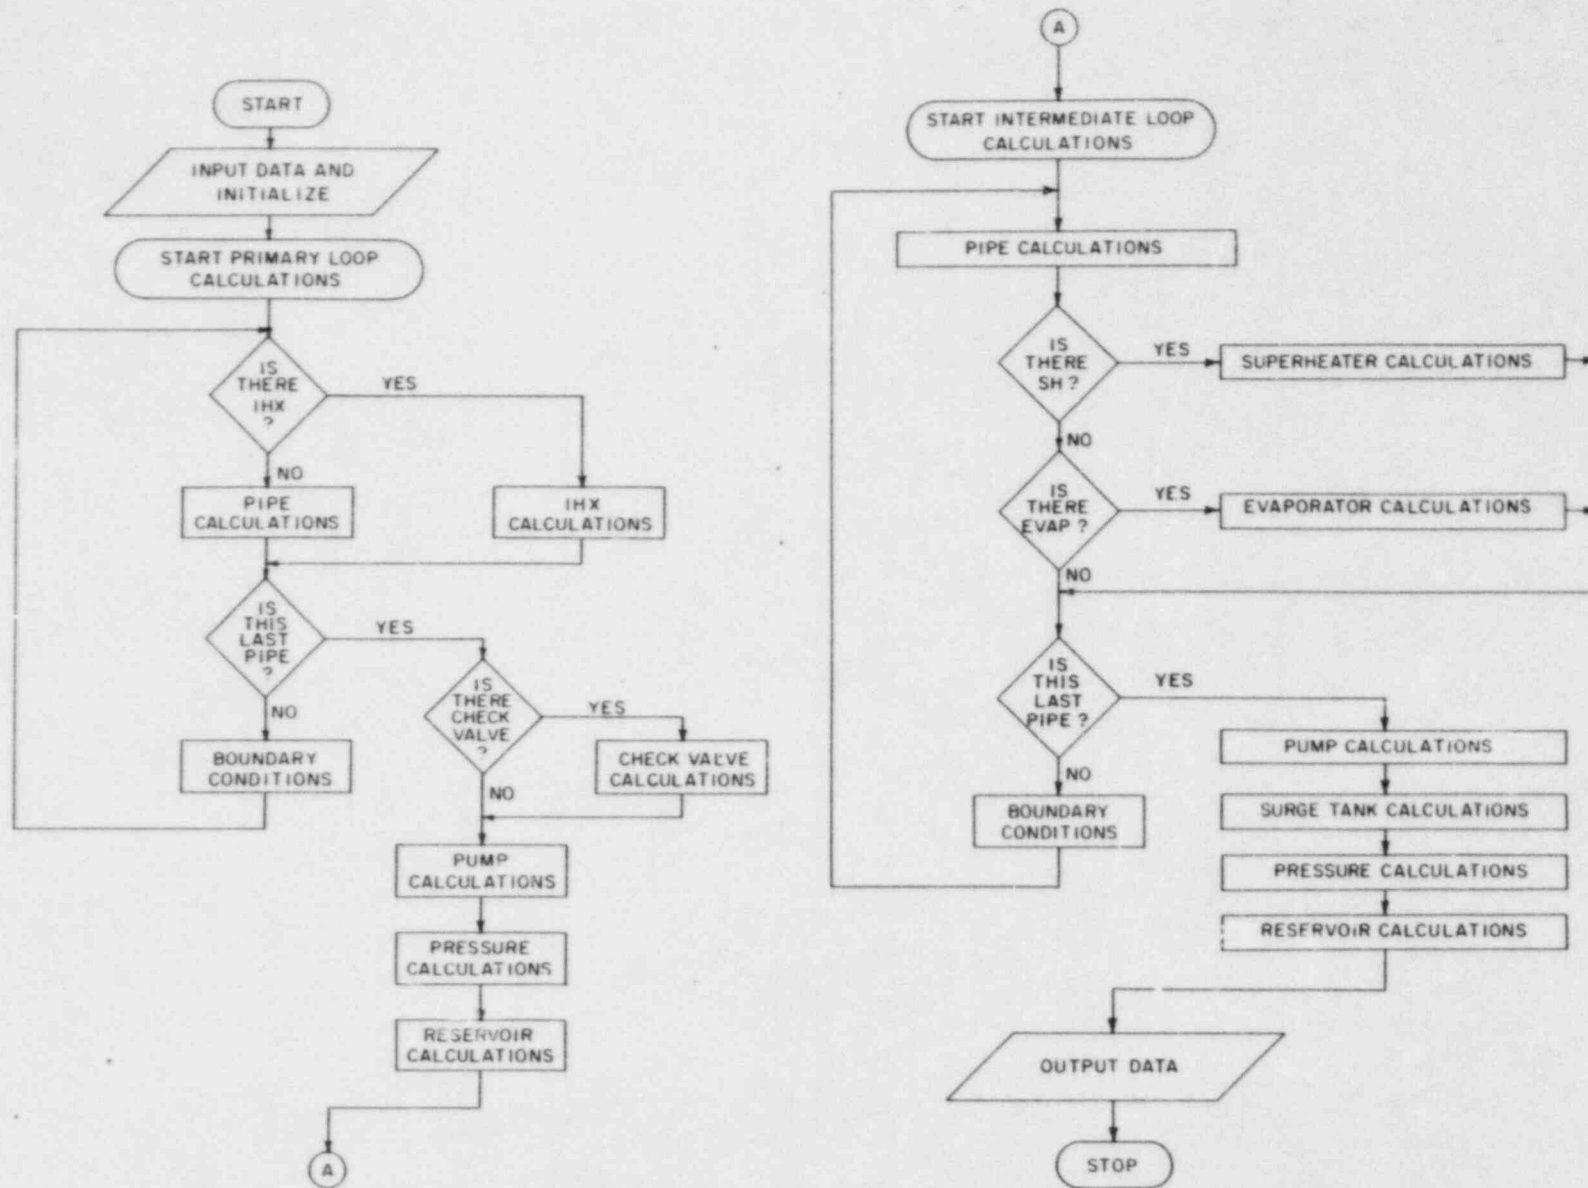 START
INPUT DATA AND
INITIALIZE
START PRIMARY LOOP
CALCULATIONS
IS
THERE
IHX
?
YES
NO
PIPE
CALCULATIONS
IHX
CALCULATIONS
IS
THIS
LAST
PIPE
?
YES
NO
BOUNDARY
CONDITIONS
IS
THERE
CHECK
VALVE
?
YES
NO
CHECK VALVE
CALCULATIONS
PUMP
CALCULATIONS
PRESSURE
CALCULATIONS
RESERVOIR
CALCULATIONS
A
A
START INTERMEDIATE LOOP
CALCULATIONS
PIPE CALCULATIONS
IS
THERE
SH ?
YES
SUPERHEATER CALCULATIONS
NO
IS
THERE
EVAP ?
YES
EVAPORATOR CALCULATIONS
NO
IS
THIS
LAST
PIPE ?
YES
NO
BOUNDARY
CONDITIONS
PUMP CALCULATIONS
SURGE TANK CALCULATIONS
PRESSURE CALCULATIONS
RESERVOIR CALCULATIONS
OUTPUT DATA
STOP